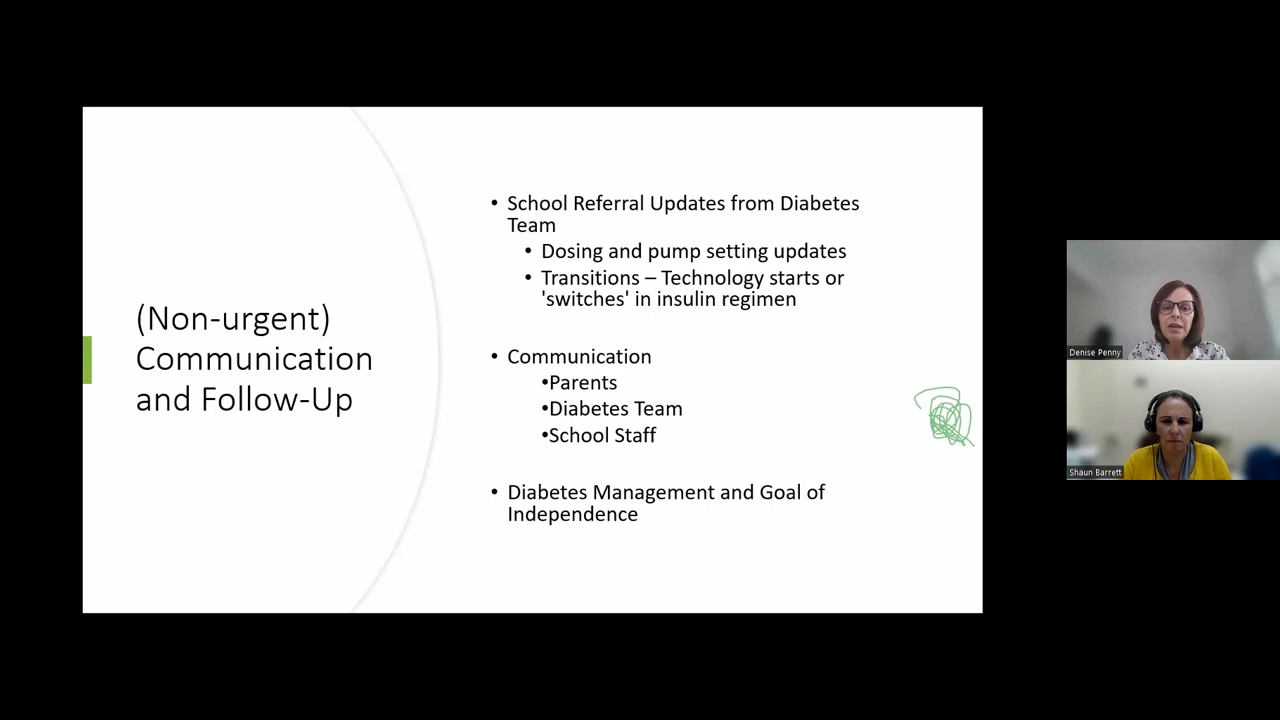 (Non-urgent)
Communication
and Follow-Up
• School Referral Updates from Diabetes
Team
• Dosing and pump setting updates
• Transitions – Technology starts or
'switches' in insulin regimen
• Communication
•Parents
•Diabetes Team
•School Staff
• Diabetes Management and Goal of
Independence
Denise Penny
Shaun Barrett